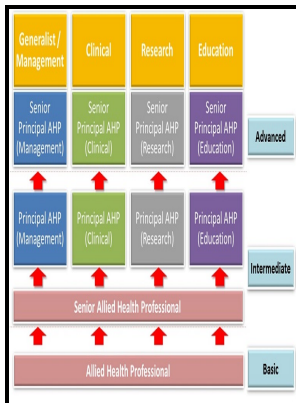 Generalist /
Management
Clinical
Research
Education
Senior
Principal AHP
(Management)
Senior
Principal AHP
(Clinical)
Senior
Principal AHP
(Research)
Senior
Principal AHP
(Education)
Advanced
Principal AHP
(Management)
Principal AHP
(Clinical)
Principal AHP
(Research)
Principal AHP
(Education)
Intermediate
Senior Allied Health Professional
Allied Health Professional
Basic